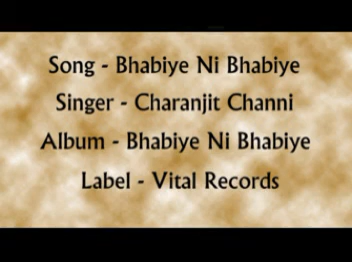 Song - Bhabiye Ni Bhabiye
Singer - Charanjit Channi
Album - Bhabiye Ni Bhabiye
Label - Vital Records